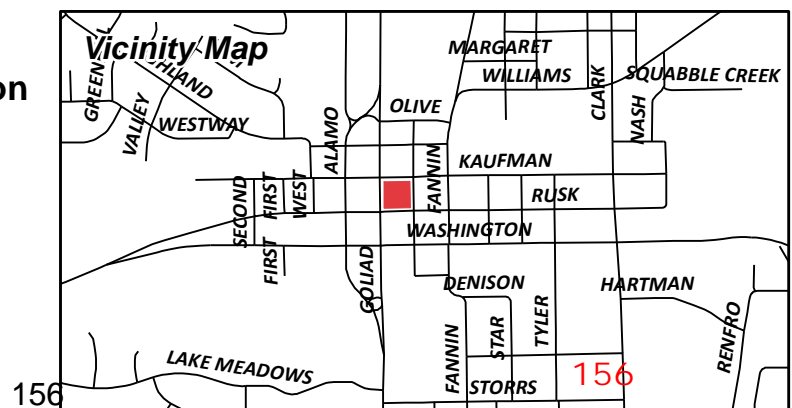 on
Vicinity Map
GREEN
HLAND
VALLEY
WESTWAY
ALAMO
OLIVE
MARGARET
WILLIAMS
CLARK
SQUABBLE CREEK
NASH
KAUFMAN
FANNIN
RUSK
WASHINGTON
SECOND
FIRST
WEST
FIRST
GOLIAD
DENISON
HARTMAN
FANNIN
STAR
TYLER
RENFRO
LAKE MEADOWS
STORRS
156
156